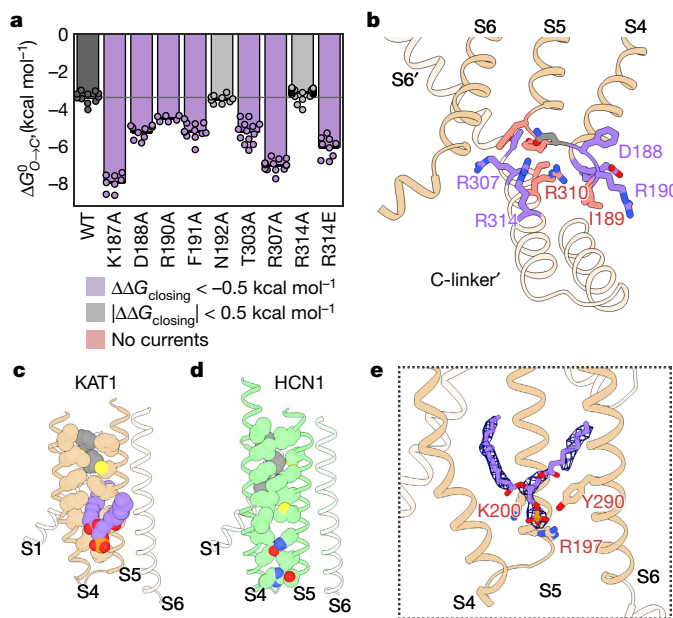 a
0
−2
−4
−6
−8
ΔG⁰O→C, (kcal mol⁻¹)
WT
K187A
D188A
R190A
F191A
N192A
T303A
R307A
R314A
R314E
ΔΔGclosing < −0.5 kcal mol⁻¹
|ΔΔGclosing| < 0.5 kcal mol⁻¹
No currents
b
S6
S5
S4
S6′
D188
R307
R310
R190
R314
I189
C-linker′
c
KAT1
S1
S4
S5
S6
d
HCN1
S1
S4
S5
S6
e
K200
Y290
R197
S4
S5
S6